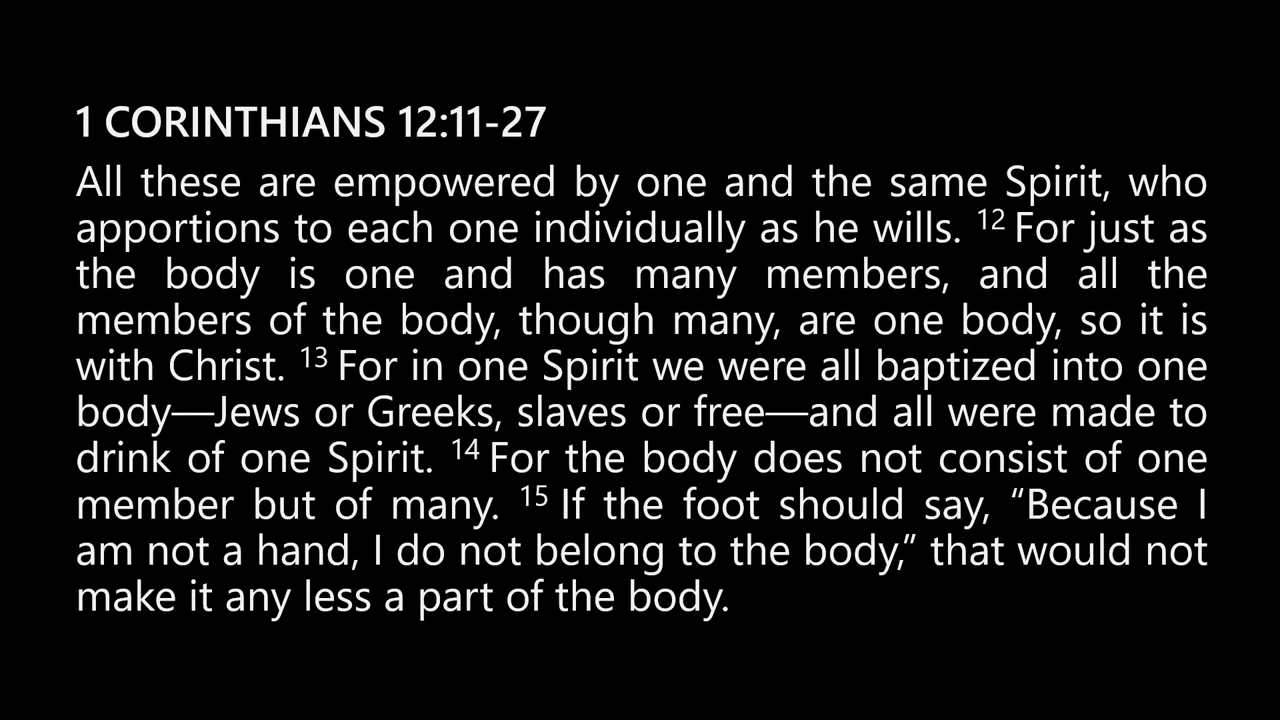 1 CORINTHIANS 12:11-27
All these are empowered by one and the same Spirit, who
apportions to each one individually as he wills. 12 For just as
the body is one and has many members, and all the
members of the body, though many, are one body, so it is
with Christ. 13 For in one Spirit we were all baptized into one
body—Jews or Greeks, slaves or free—and all were made to
drink of one Spirit. 14 For the body does not consist of one
member but of many. 15 If the foot should say, “Because I
am not a hand, I do not belong to the body,” that would not
make it any less a part of the body.